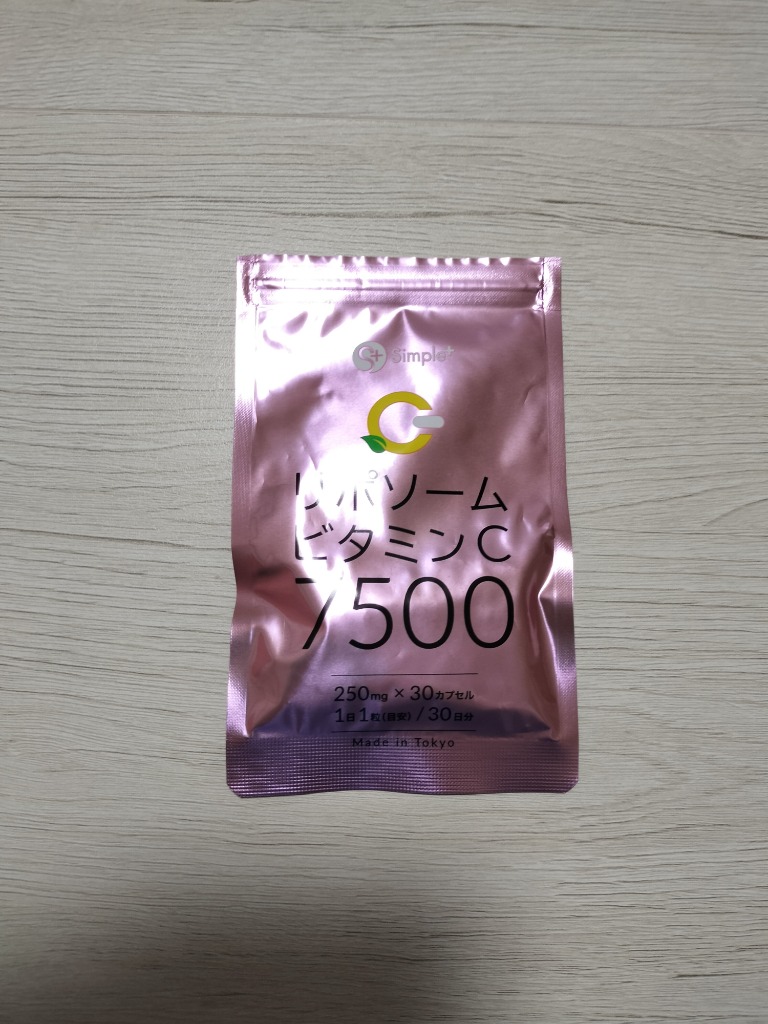 Simple+
リポソーム
ビタミンC
7500
250mg × 30カプセル
1日1粒(目安) / 30日分
Made in Tokyo